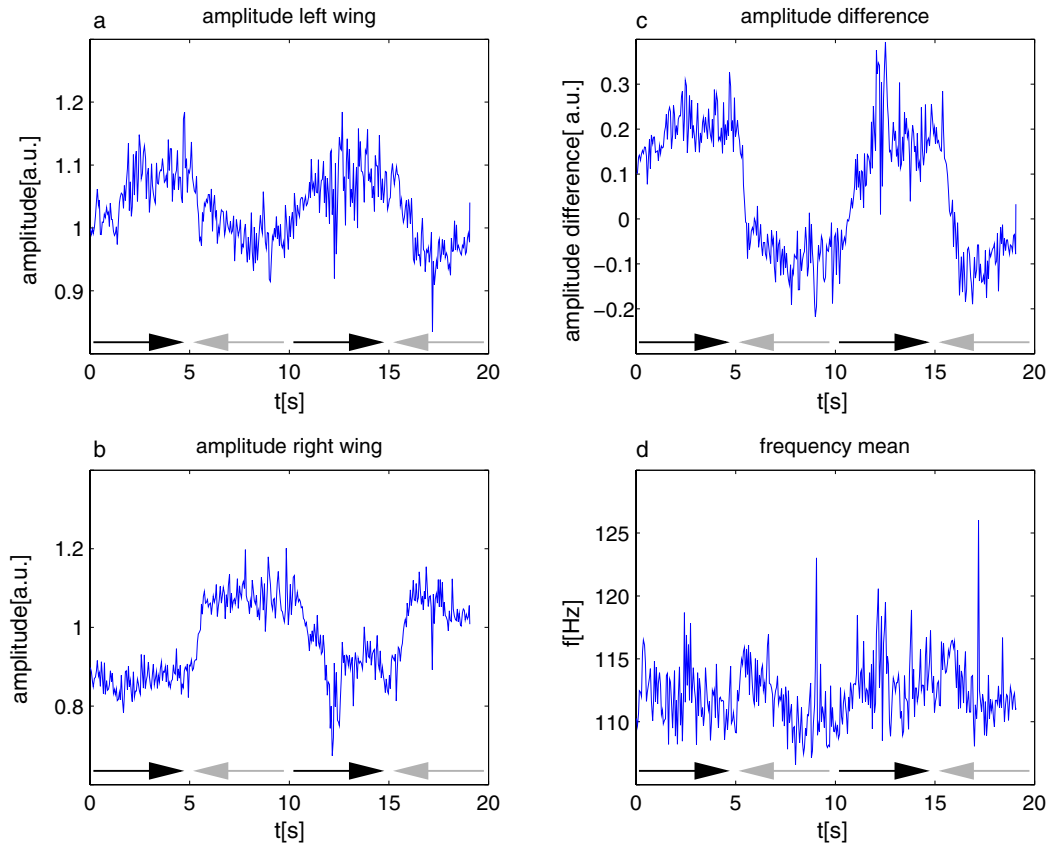 a
amplitude left wing
amplitude[a.u.]
1.2
1.1
1
0.9
0
5
10
15
20
t[s]
c
amplitude difference
amplitude difference[ a.u.]
0.3
0.2
0.1
0
−0.1
−0.2
0
5
10
15
20
t[s]
b
amplitude right wing
amplitude[a.u.]
1.2
1
0.8
0
5
10
15
20
t[s]
d
frequency mean
f[Hz]
125
120
115
110
0
5
10
15
20
t[s]